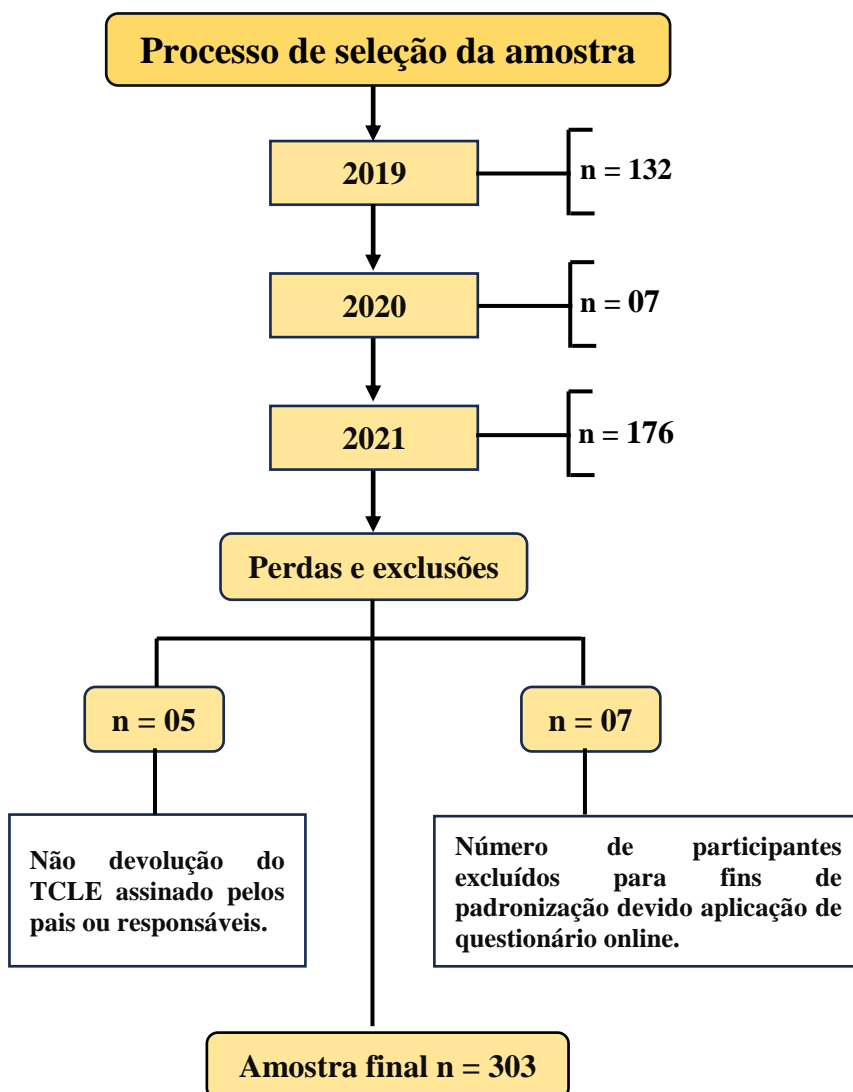 Processo de seleção da amostra
2019
n = 132
2020
n = 07
2021
n = 176
Perdas e exclusões
n = 05
n = 07
Não devolução do
TCLE assinado pelos
pais ou responsáveis.
Número de participantes
excluídos para fins de
padronização devido aplicação de
questionário online.
Amostra final n = 303